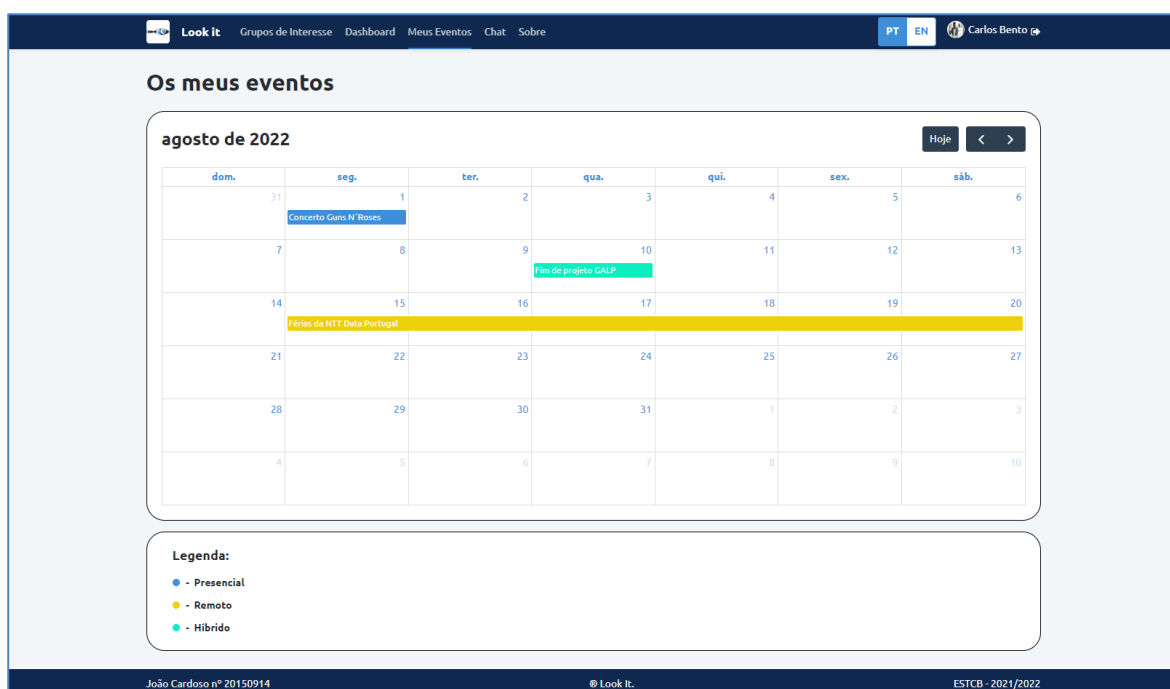 Look it Grupos de Interesse Dashboard Meus Eventos Chat Sobre PT EN Carlos Bento
Os meus eventos
agosto de 2022 Hoje
dom. seg. ter. qua. qui. sex. sáb.
31 1 2 3 4 5 6
Concerto Guns N´Roses
7 8 9 10 11 12 13
Fim de projeto GALP
14 15 16 17 18 19 20
Férias da NTT Data Portugal
21 22 23 24 25 26 27
28 29 30 31 1 2 3
4 5 6 7 8 9 10
Legenda:
- Presencial
- Remoto
- Hibrido
João Cardoso nº 20150914 ® Look It. ESTCB - 2021/2022